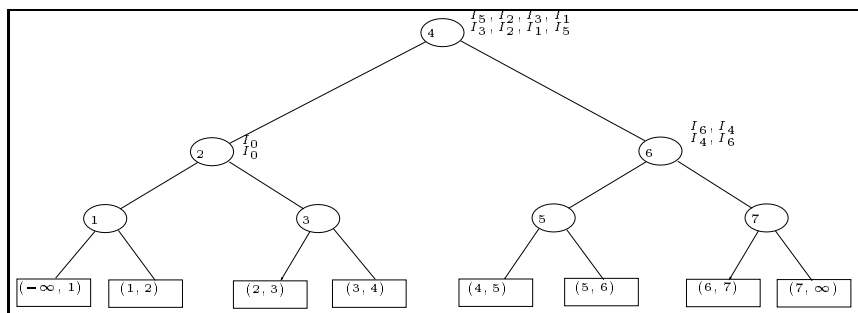 4
I₅, I₂, I₃, I₁
I₃, I₂, I₁, I₅
2
I₀
I₀
6
I₆, I₄
I₄, I₆
1
3
5
7
(−∞, 1)
(1, 2)
(2, 3)
(3, 4)
(4, 5)
(5, 6)
(6, 7)
(7, ∞)